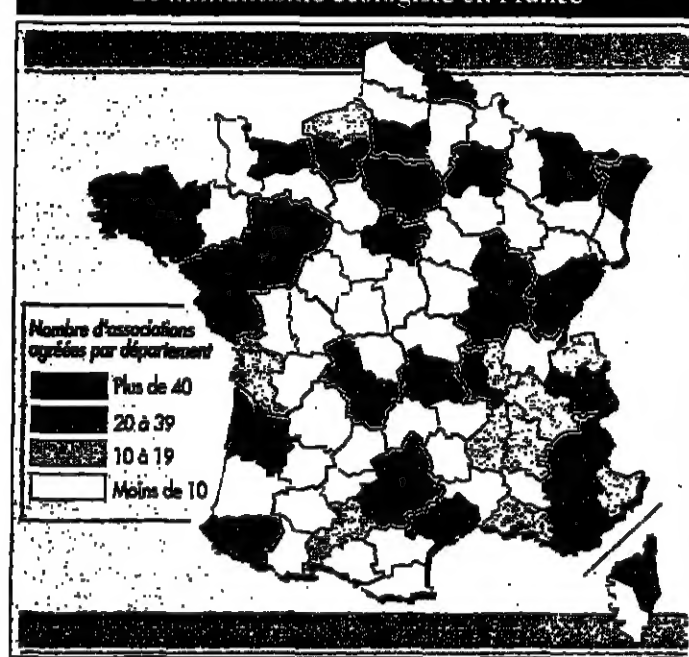 Nombre d'associations
agréées par département
Plus de 40
20 à 39
10 à 19
Moins de 10